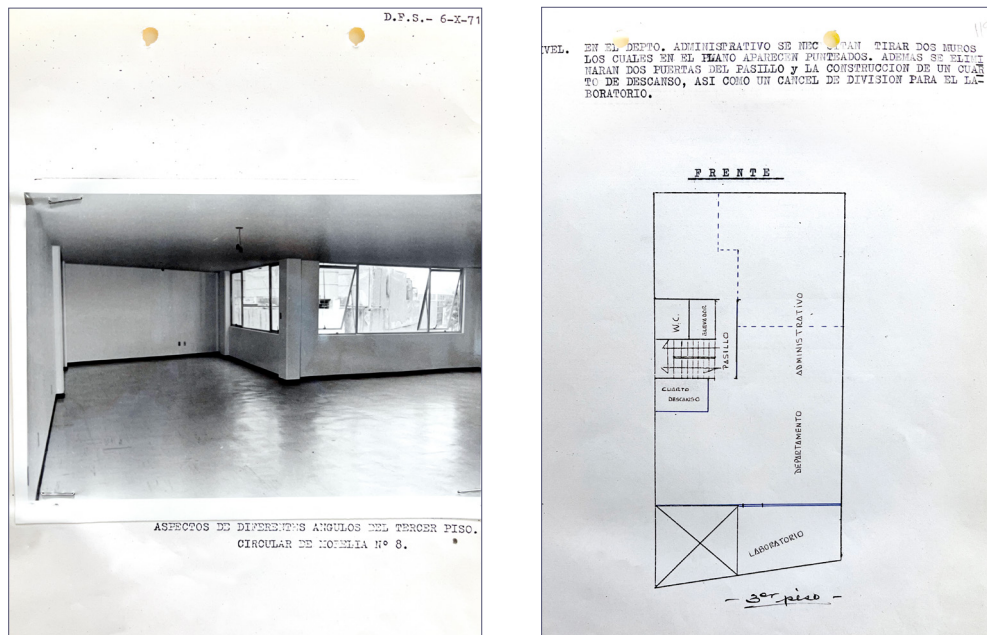 D.F.S.- 6-X-71
ASPECTOS DE DIFERENTES ANGULOS DEL TERCER PISO.
CIRCULAR DE MORELIA Nº 8.
IVEL. EN EL DEPTO. ADMINISTRATIVO SE NEC SITAN TIRAR DOS MUROS
LOS CUALES EN EL PLANO APARECEN PUNTEADOS. ADEMAS SE ELIMI
NARAN DOS PUERTAS DEL PASILLO y LA CONSTRUCCION DE UN CUAR
TO DE DESCANSO, ASI COMO UN CANCEL DE DIVISION PARA EL LA-
BORATORIO.
FRENTE
W.C.
ELEVADOR
PASILLO
CUARTO
DESCANSO
DEPARTAMENTO ADMINISTRATIVO
LABORATORIO
- 3er piso -